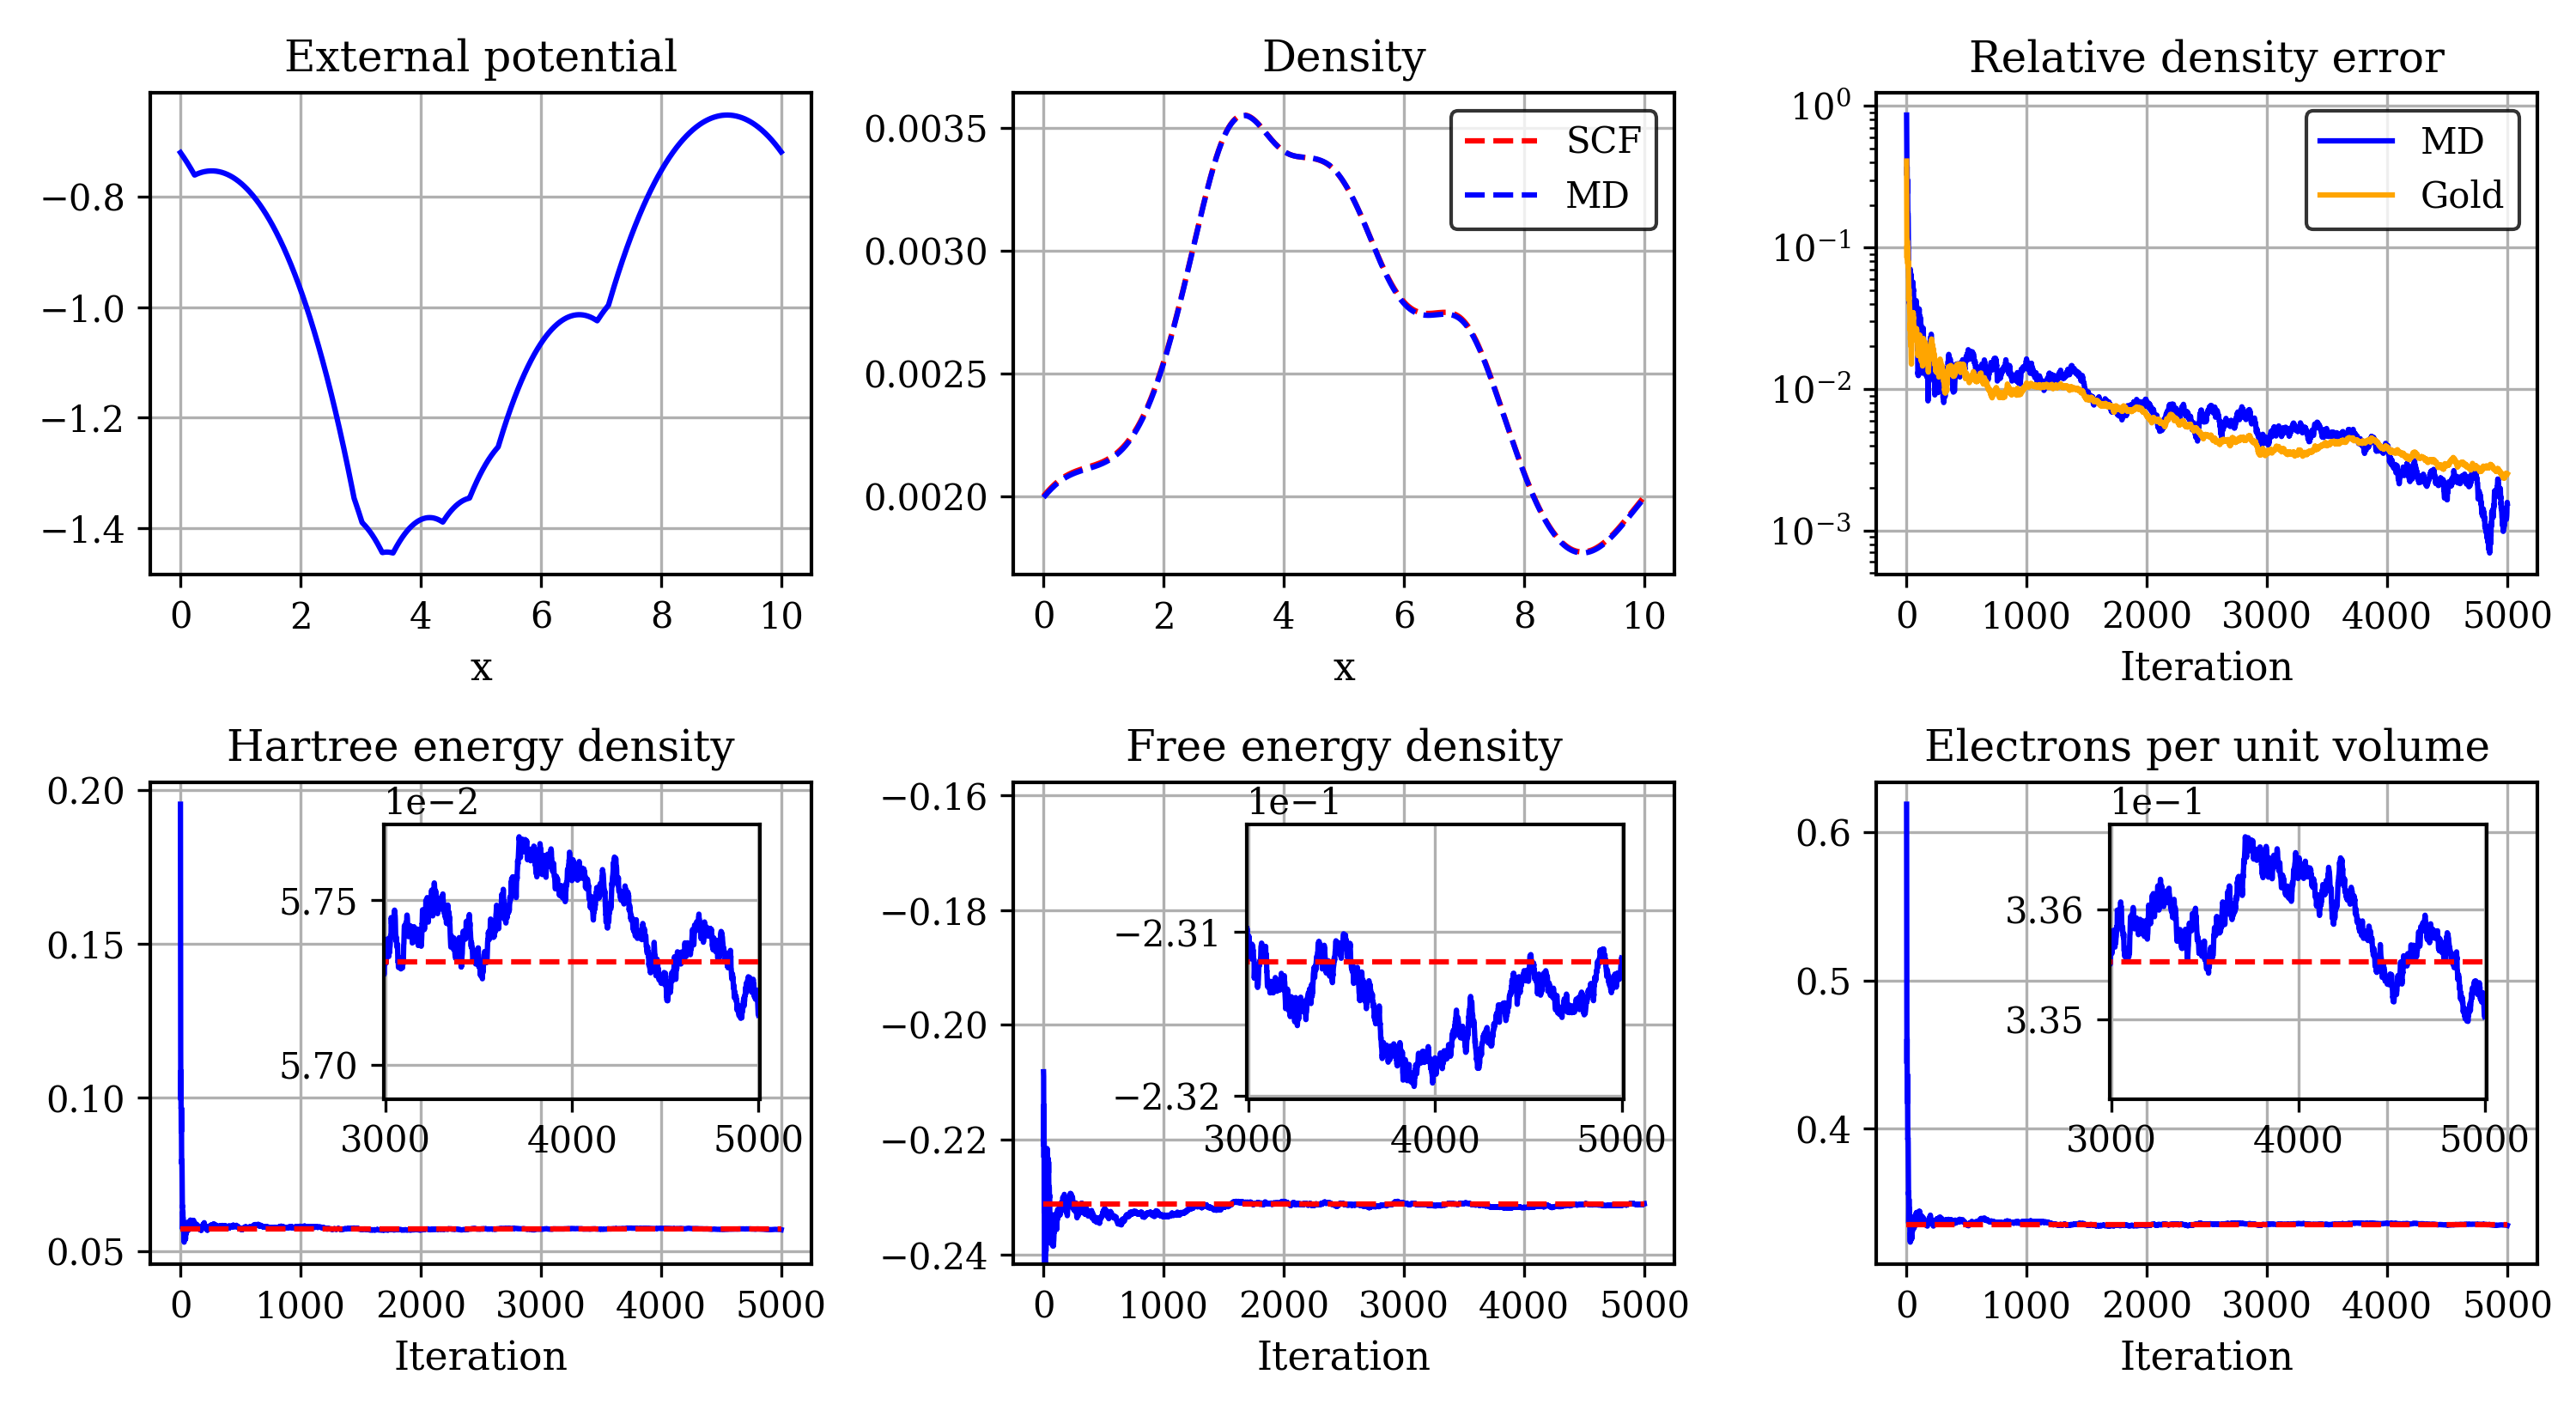 External potential
−0.8
−1.0
−1.2
−1.4
0 2 4 6 8 10
x
Density
0.0035
0.0030
0.0025
0.0020
SCF
MD
0 2 4 6 8 10
x
Relative density error
10⁰
10⁻¹
10⁻²
10⁻³
MD
Gold
0 1000 2000 3000 4000 5000
Iteration
Hartree energy density
0.20
0.15
0.10
0.05
1e−2
5.75
5.70
3000 4000 5000
0 1000 2000 3000 4000 5000
Iteration
Free energy density
−0.16
−0.18
−0.20
−0.22
−0.24
1e−1
−2.31
−2.32
3000 4000 5000
0 1000 2000 3000 4000 5000
Iteration
Electrons per unit volume
0.6
0.5
0.4
1e−1
3.36
3.35
3000 4000 5000
0 1000 2000 3000 4000 5000
Iteration